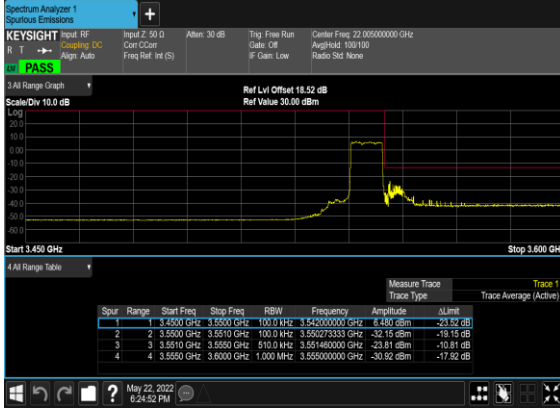 Spectrum Analyzer 1
Spurious Emissions
+
KEYSIGHT Input: RF Input Z: 50 Ω Atten: 30 dB Trig: Free Run Center Freq: 22.005000000 GHz
R T Coupling: DC Corr CCorr Gate: Off Avg|Hold: 100/100
Align: Auto Freq Ref: Int (S) IF Gain: Low Radio Std: None
PASS
3 All Range Graph
Ref Lvl Offset 18.52 dB
Scale/Div 10.0 dB Ref Value 30.00 dBm
Log
20.0
10.0
0.00
-10.0
-20.0
-30.0
-40.0
-50.0
-60.0
Start 3.450 GHz Stop 3.600 GH
4 All Range Table
Measure Trace Trace 1
Trace Type Trace Average (Active)
Spur Range Start Freq Stop Freq RBW Frequency Amplitude ΔLimit
1 1 3.4500 GHz 3.5500 GHz 100.0 kHz 3.542000000 GHz 6.480 dBm -23.52 dB
2 2 3.5500 GHz 3.5510 GHz 100.0 kHz 3.550273333 GHz -32.15 dBm -19.15 dB
3 3 3.5510 GHz 3.5550 GHz 510.0 kHz 3.551460000 GHz -23.81 dBm -10.81 dB
4 4 3.5550 GHz 3.6000 GHz 1.000 MHz 3.555000000 GHz -30.92 dBm -17.92 dB
?
May 22, 2022
6:24:52 PM